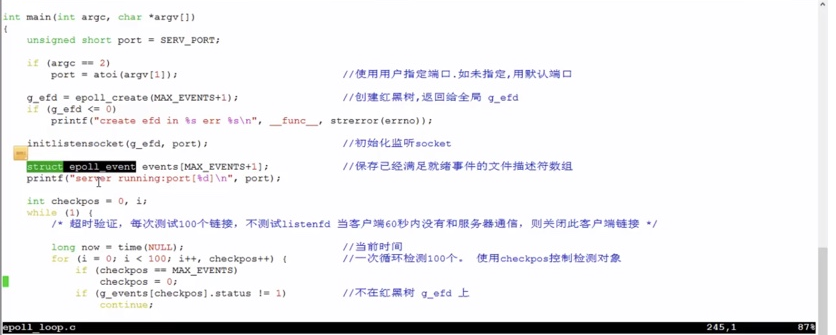 int main(int argc, char *argv[])
{
unsigned short port = SERV_PORT;
if (argc == 2)
port = atoi(argv[1]); //使用用户指定端口.如未指定,用默认端口
g_efd = epoll_create(MAX_EVENTS+1); //创建红黑树,返回给全局 g_efd
if (g_efd <= 0)
printf("create efd in %s err %s\n", __func__, strerror(errno));
initlistensocket(g_efd, port); //初始化监听socket
struct epoll_event events[MAX_EVENTS+1]; //保存已经满足就绪事件的文件描述符数组
printf("server running:port[%d]\n", port);
int checkpos = 0, i;
while (1) {
/* 超时验证，每次测试100个链接，不测试listenfd 当客户端60秒内没有和服务器通信，则关闭此客户端链接 */
long now = time(NULL); //当前时间
for (i = 0; i < 100; i++, checkpos++) { //一次循环检测100个。 使用checkpos控制检测对象
if (checkpos == MAX_EVENTS)
checkpos = 0;
if (g_events[checkpos].status != 1) //不在红黑树 g_efd 上
continue;
epoll_loop.c 245,1 87%